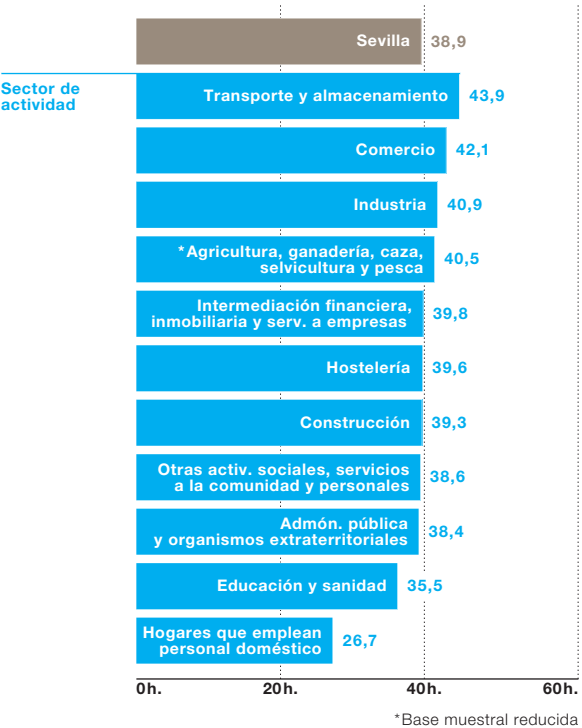 Sevilla 38,9
Sector de
actividad
Transporte y almacenamiento 43,9
Comercio 42,1
Industria 40,9
*Agricultura, ganadería, caza,
selvicultura y pesca 40,5
Intermediación financiera,
inmobiliaria y serv. a empresas 39,8
Hostelería 39,6
Construcción 39,3
Otras activ. sociales, servicios
a la comunidad y personales 38,6
Admón. pública
y organismos extraterritoriales 38,4
Educación y sanidad 35,5
Hogares que emplean
personal doméstico 26,7
0h. 20h. 40h. 60h.
*Base muestral reducida